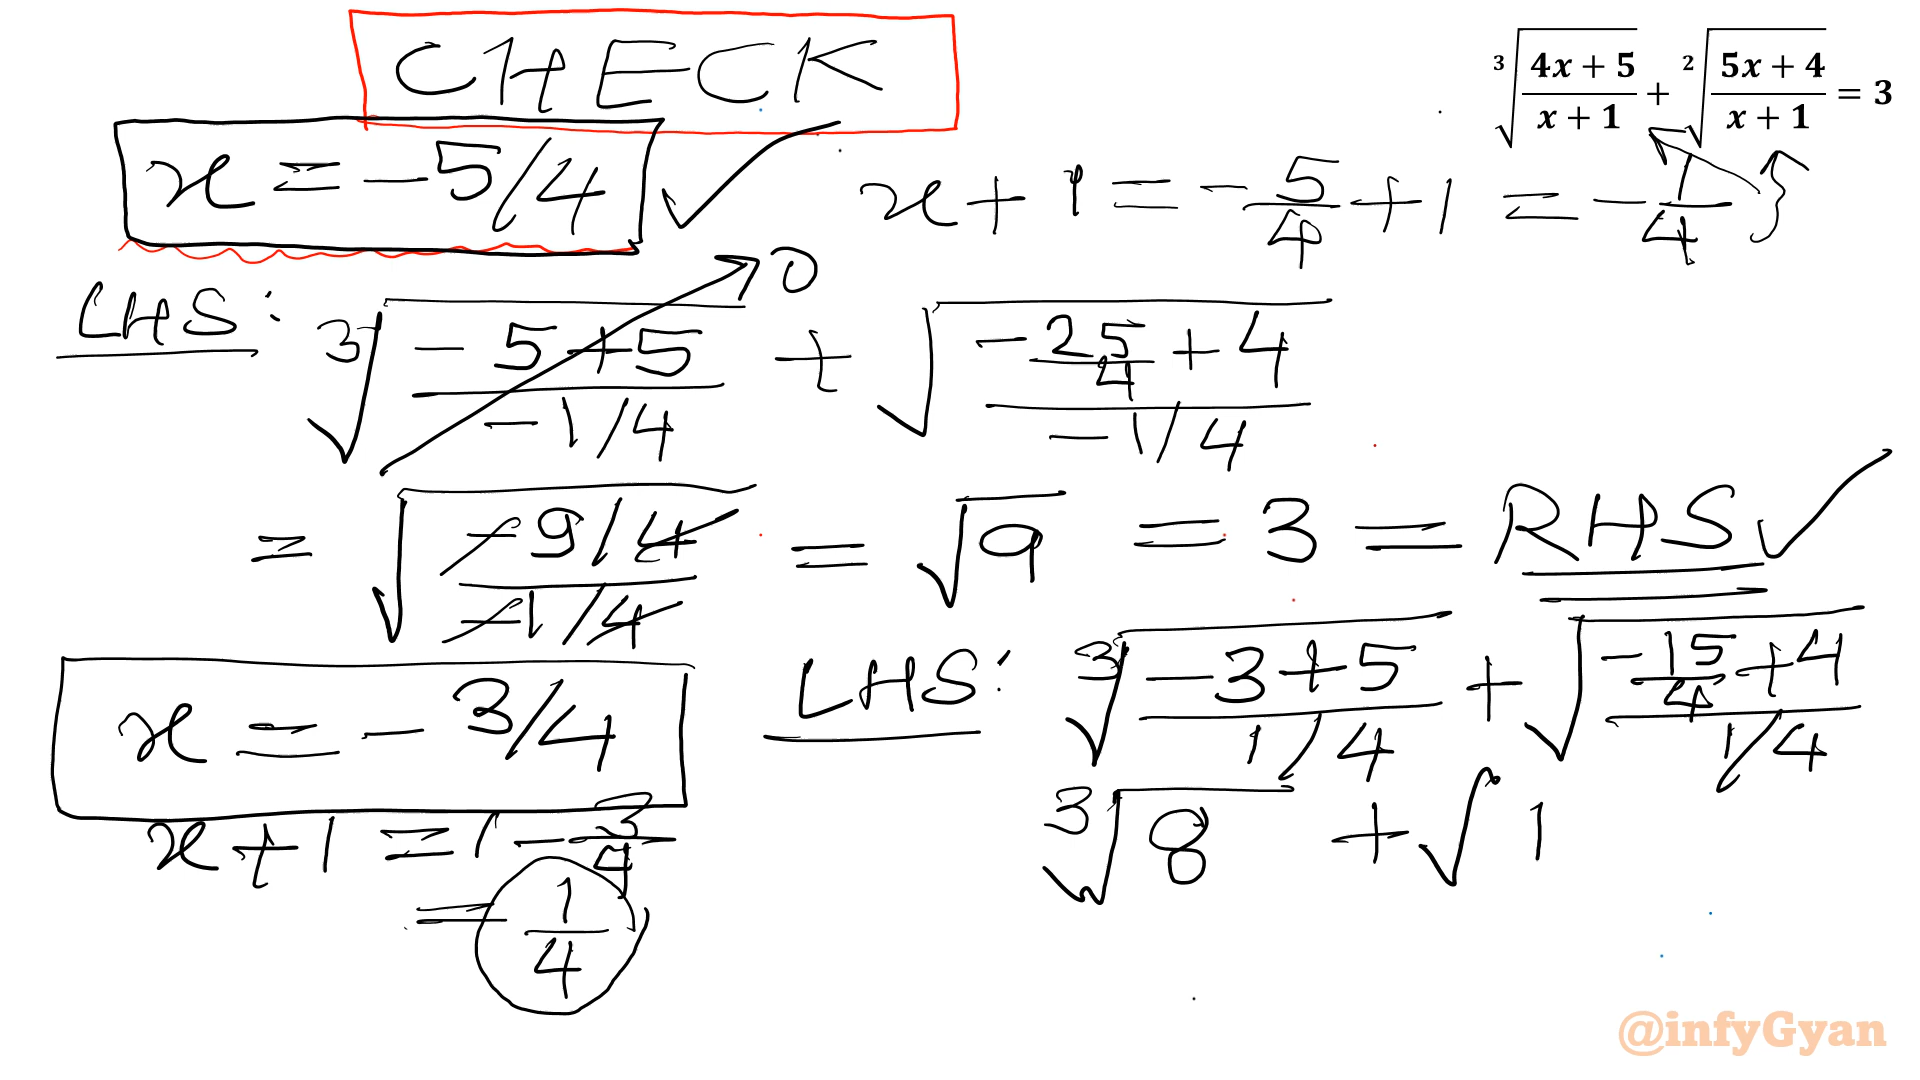 CHECK
∛((4x+5)/(x+1)) + ²√((5x+4)/(x+1)) = 3
x = -5/4 ✓
x+1 = -5/4 + 1 = -1/4 }
LHS: ∛((-5+5)/(-1/4)) → 0 + √((-25/4 + 4)/(-1/4))
= √((-9/4)/(-1/4)) = √9 = 3 = RHS ✓
x = -3/4
x+1 = 1 - 3/4
= 1/4
LHS: ∛((-3+5)/(1/4)) + √((-15/4 + 4)/(1/4))
∛8 + √1
@infyGyan